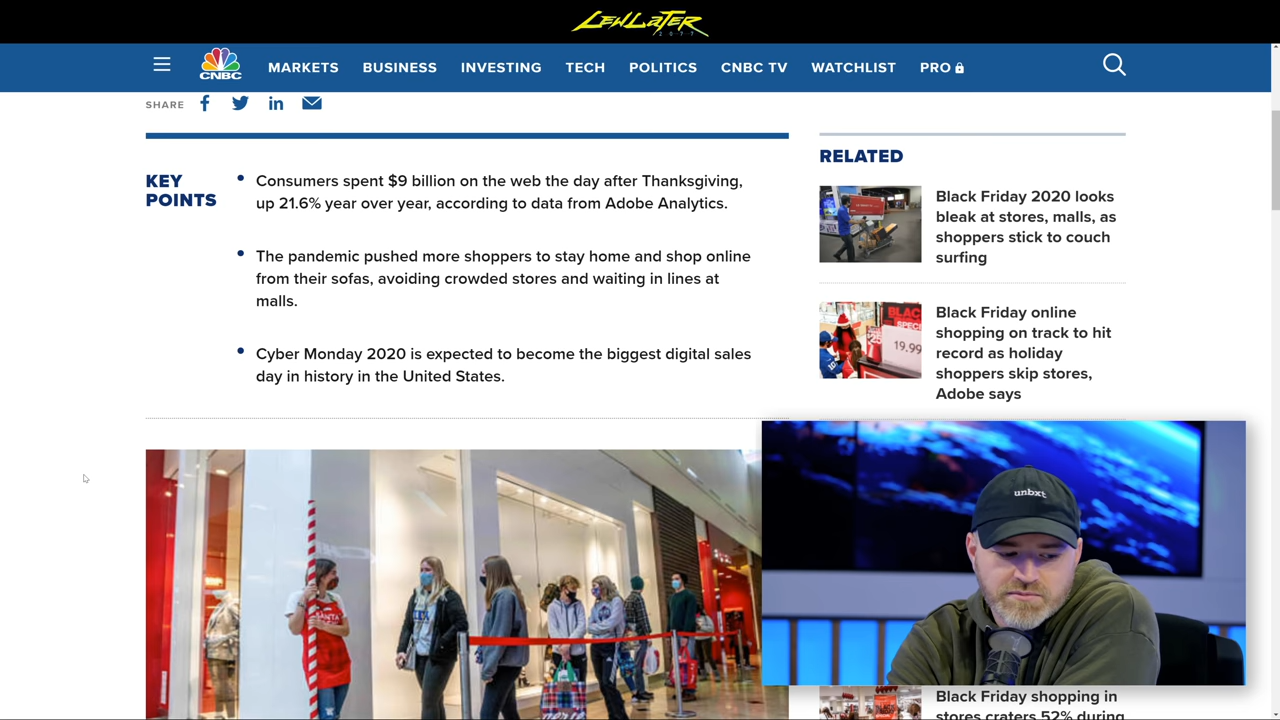 LEWLATER
2077
CNBC
MARKETS BUSINESS INVESTING TECH POLITICS CNBC TV WATCHLIST PRO
SHARE
KEY
POINTS
Consumers spent $9 billion on the web the day after Thanksgiving,
up 21.6% year over year, according to data from Adobe Analytics.
The pandemic pushed more shoppers to stay home and shop online
from their sofas, avoiding crowded stores and waiting in lines at
malls.
Cyber Monday 2020 is expected to become the biggest digital sales
day in history in the United States.
RELATED
Black Friday 2020 looks
bleak at stores, malls, as
shoppers stick to couch
surfing
19.99
Black Friday online
shopping on track to hit
record as holiday
shoppers skip stores,
Adobe says
unbxt
Black Friday shopping in
stores craters 52% during